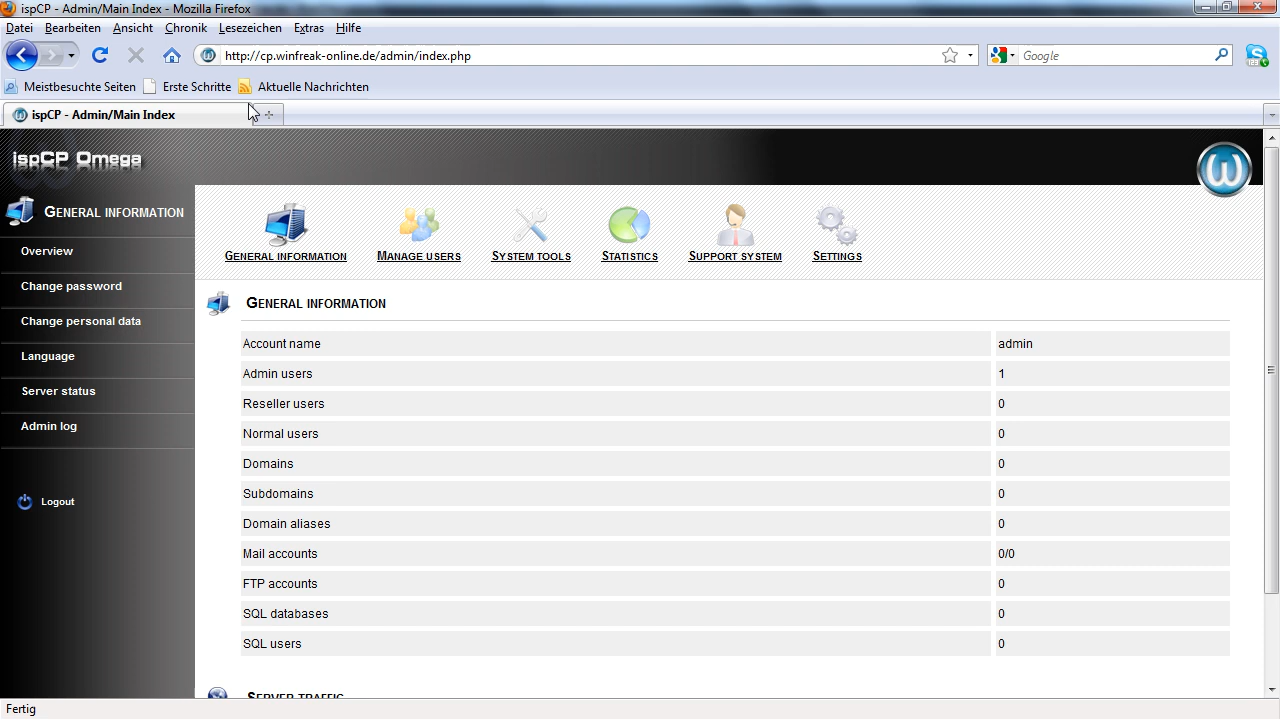 ispCP - Admin/Main Index - Mozilla Firefox
Datei Bearbeiten Ansicht Chronik Lesezeichen Extras Hilfe
http://cp.winfreak-online.de/admin/index.php
Google
Meistbesuchte Seiten Erste Schritte Aktuelle Nachrichten
ispCP - Admin/Main Index
ispCP Omega
GENERAL INFORMATION
Overview
Change password
Change personal data
Language
Server status
Admin log
Logout
GENERAL INFORMATION MANAGE USERS SYSTEM TOOLS STATISTICS SUPPORT SYSTEM SETTINGS
GENERAL INFORMATION
Account name admin
Admin users 1
Reseller users 0
Normal users 0
Domains 0
Subdomains 0
Domain aliases 0
Mail accounts 0/0
FTP accounts 0
SQL databases 0
SQL users 0
SERVER TRAFFIC
Fertig